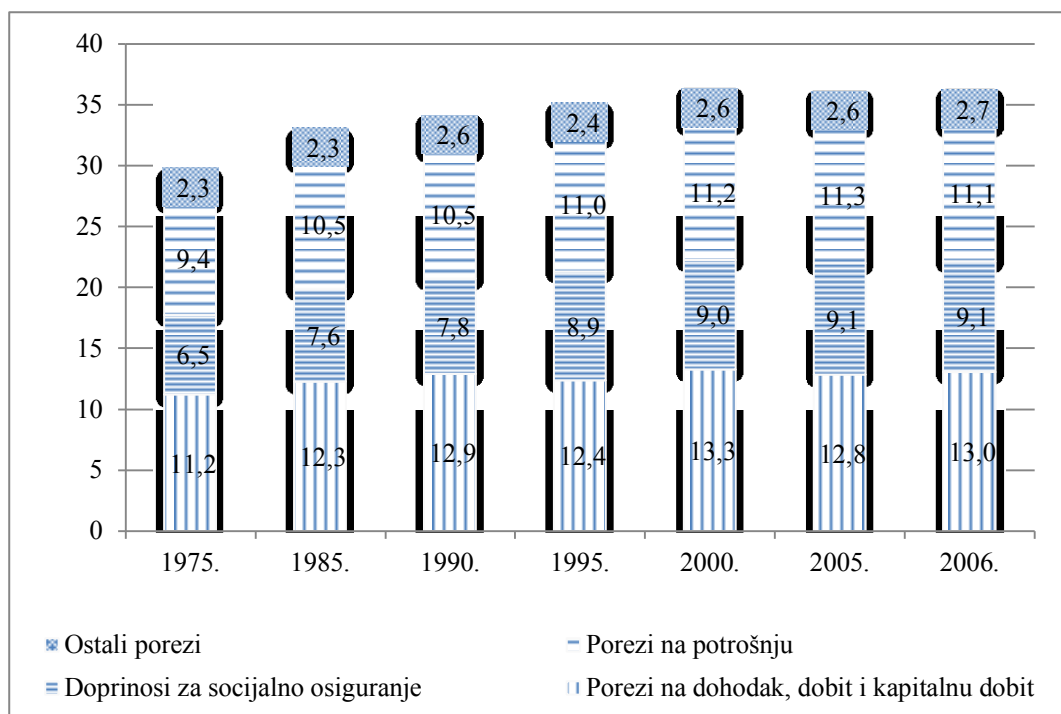 40
35
30
25
20
15
10
5
0
2,3 2,3 2,6 2,4 2,6 2,6 2,7
9,4 10,5 10,5 11,0 11,2 11,3 11,1
6,5 7,6 7,8 8,9 9,0 9,1 9,1
11,2 12,3 12,9 12,4 13,3 12,8 13,0
1975. 1985. 1990. 1995. 2000. 2005. 2006.
Ostali porezi Porezi na potrošnju
Doprinosi za socijalno osiguranje Porezi na dohodak, dobit i kapitalnu dobit